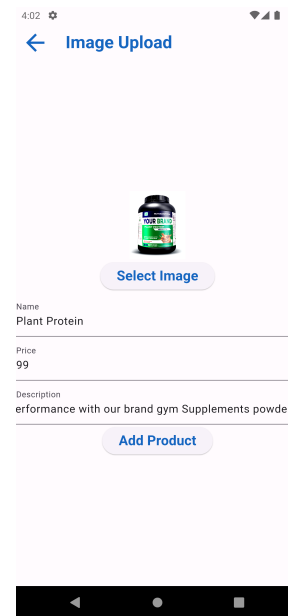 4:02
Image Upload
YOUR BRAND
Select Image
Name
Plant Protein
Price
99
Description
erformance with our brand gym Supplements powde
Add Product